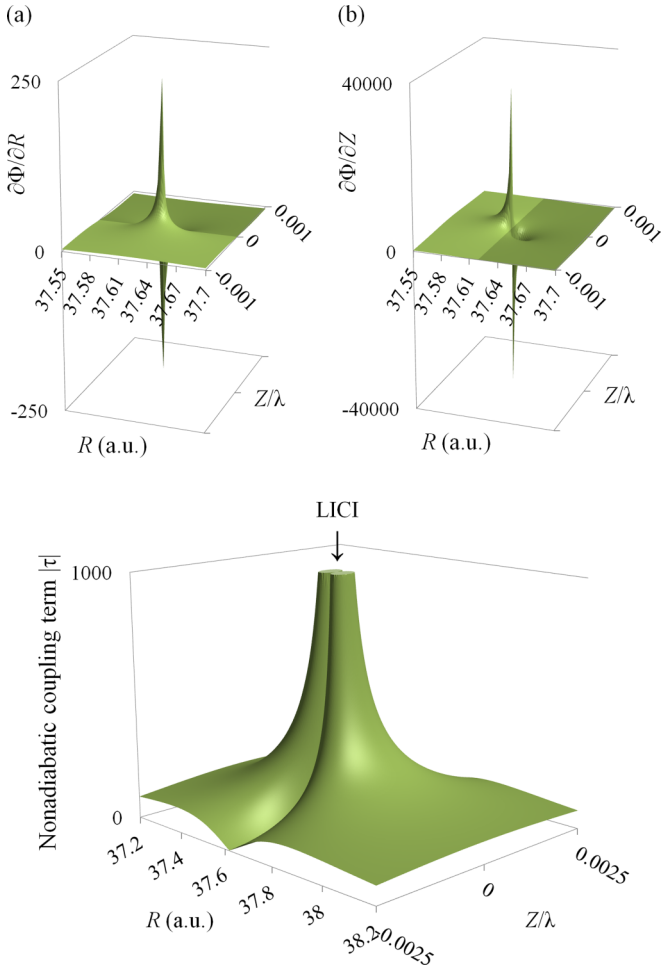 (a)
250
∂Φ/∂R
0
-250
37.55
37.58
37.61
37.64
37.67
37.7
-0.001
0
0.001
R (a.u.)
Z/λ
(b)
40000
∂Φ/∂Z
0
-40000
37.55
37.58
37.61
37.64
37.67
37.7
-0.001
0
0.001
R (a.u.)
Z/λ
LICI
Nonadiabatic coupling term |τ|
1000
0
37.2
37.4
37.6
37.8
38
38.2
-0.0025
0
0.0025
R (a.u.)
Z/λ